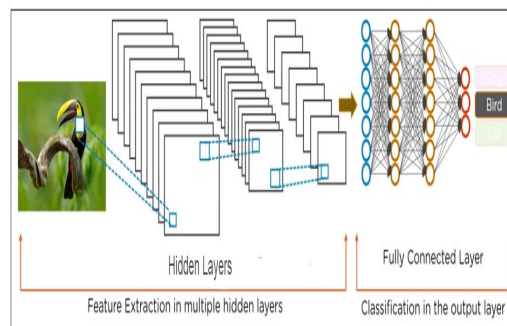 Bird
Hidden Layers
Fully Connected Layer
Feature Extraction in multiple hidden layers
Classification in the output layer